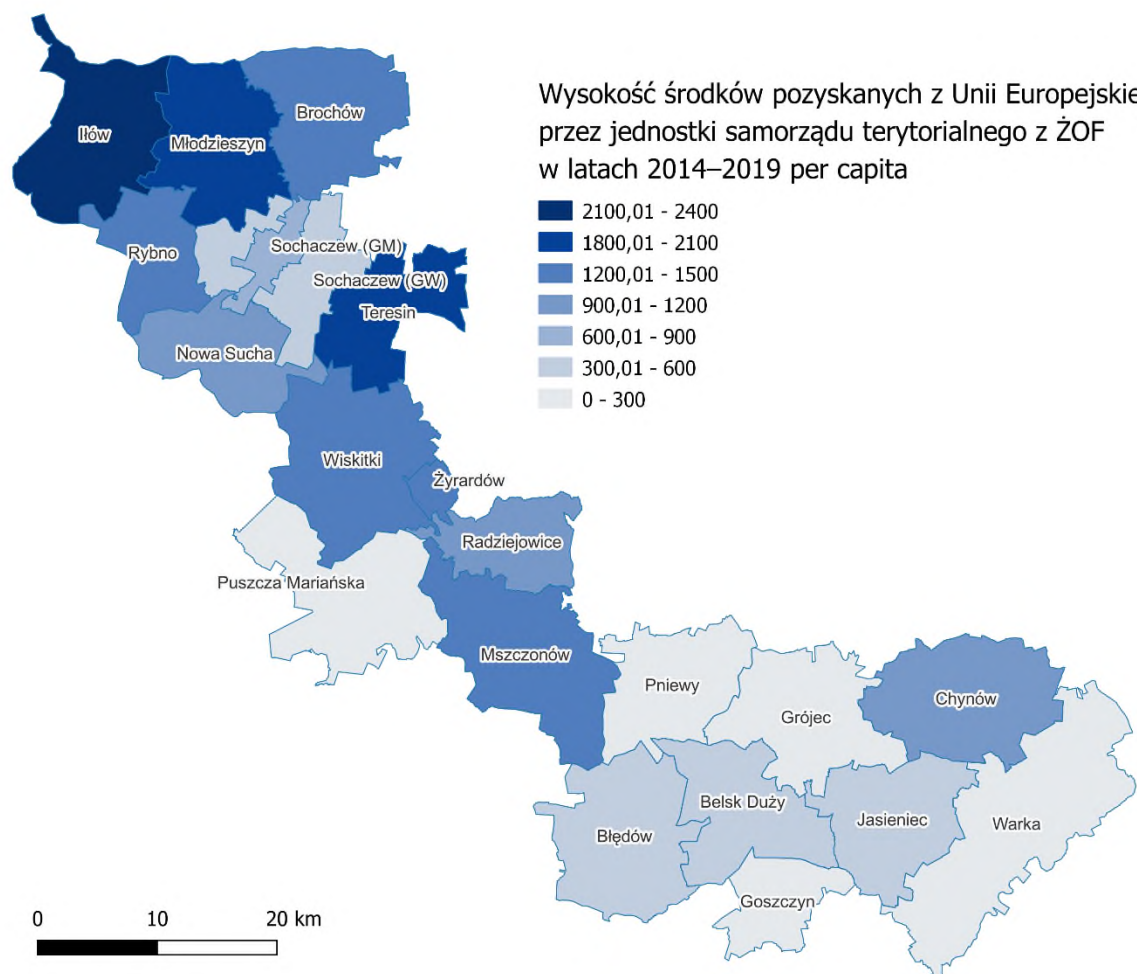 Wysokość środków pozyskanych z Unii Europejskie
przez jednostki samorządu terytorialnego z ŻOF
w latach 2014–2019 per capita
2100,01 - 2400
1800,01 - 2100
1200,01 - 1500
900,01 - 1200
600,01 - 900
300,01 - 600
0 - 300
Iłów
Młodzieszyn
Brochów
Rybno
Sochaczew (GM)
Sochaczew (GW)
Teresin
Nowa Sucha
Wiskitki
Żyrardów
Radziejowice
Puszcza Mariańska
Mszczonów
Pniewy
Grójec
Chynów
Błędów
Belsk Duży
Jasieniec
Warka
Goszczyn
0 10 20 km